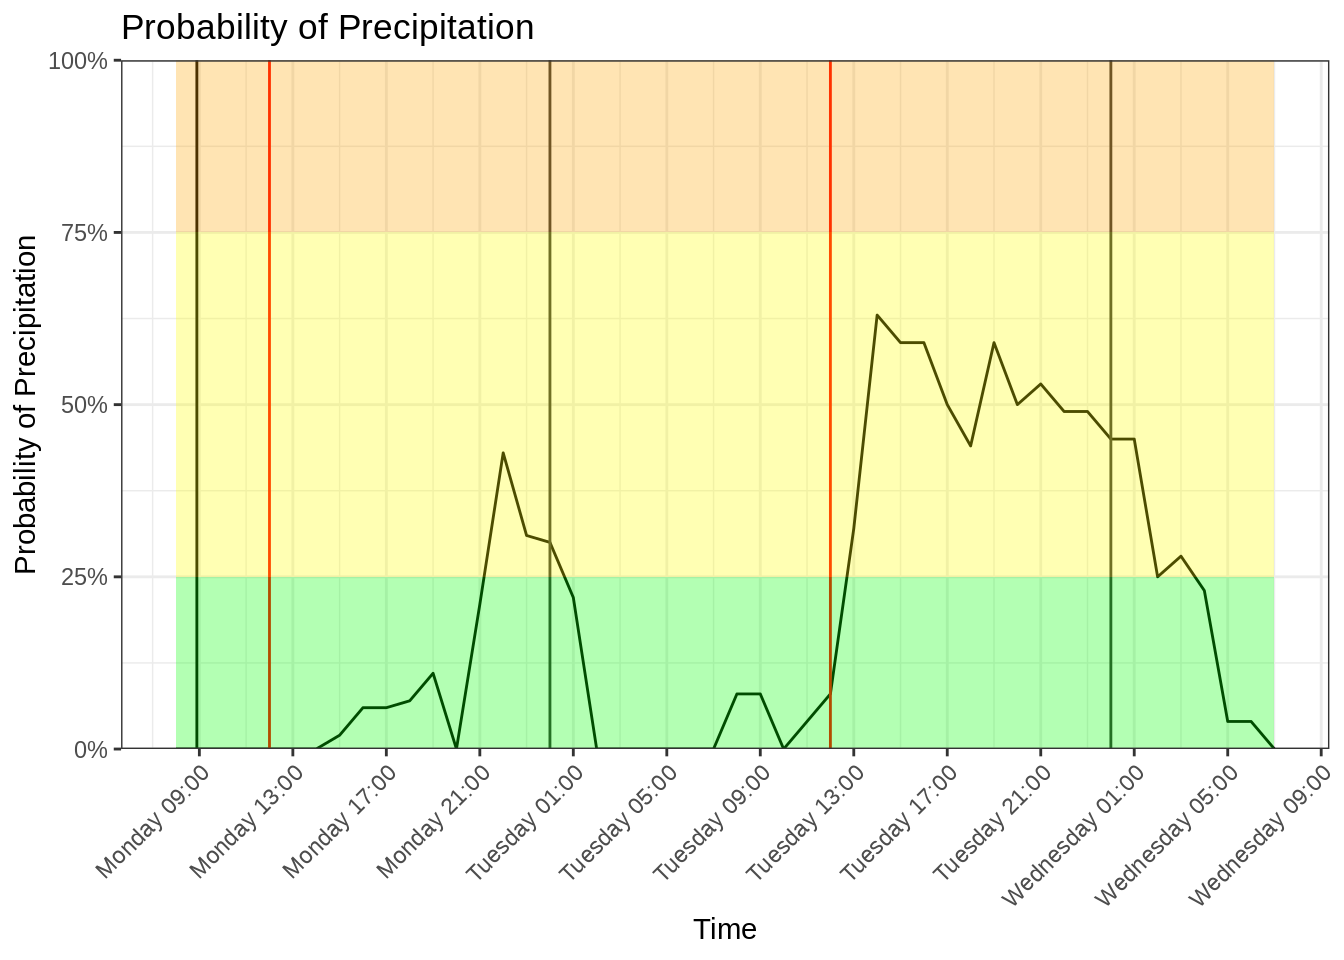 Probability of Precipitation
Probability of Precipitation
100%
75%
50%
25%
0%
Monday 09:00
Monday 13:00
Monday 17:00
Monday 21:00
Tuesday 01:00
Tuesday 05:00
Tuesday 09:00
Tuesday 13:00
Tuesday 17:00
Tuesday 21:00
Wednesday 01:00
Wednesday 05:00
Wednesday 09:00
Time